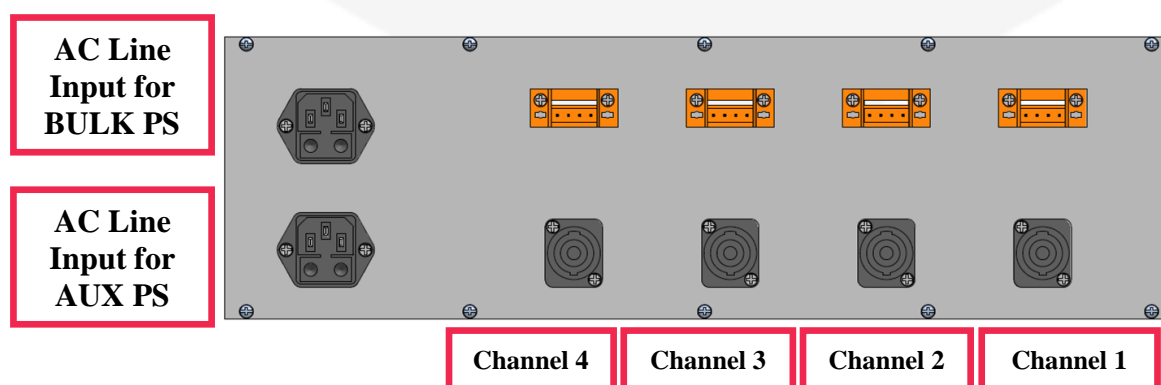 AC Line
Input for
BULK PS
AC Line
Input for
AUX PS
Channel 4
Channel 3
Channel 2
Channel 1